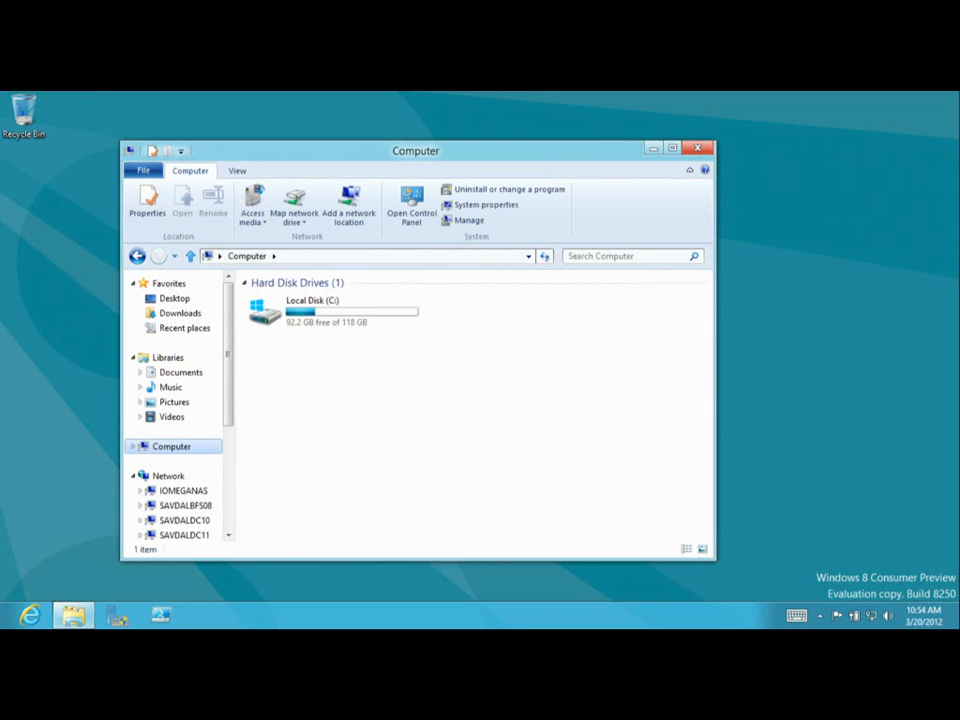 Recycle Bin
Computer
File Computer View
Properties Open Rename
Access media Map network drive Add a network location
Open Control Panel
Uninstall or change a program
System properties
Manage
Location Network System
Computer
Search Computer
Favorites
Desktop
Downloads
Recent places
Libraries
Documents
Music
Pictures
Videos
Computer
Network
IOMEGANAS
SAVDALBFS08
SAVDALDC10
SAVDALDC11
Hard Disk Drives (1)
Local Disk (C:)
92.2 GB free of 118 GB
1 item
Windows 8 Consumer Preview
Evaluation copy. Build 8250
10:54 AM
3/20/2012